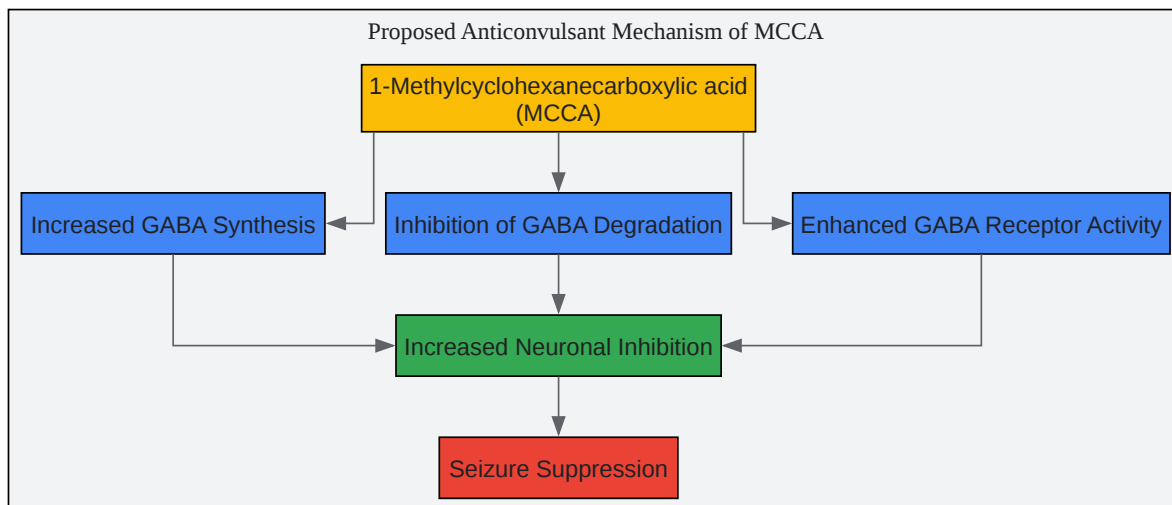 Proposed Anticonvulsant Mechanism of MCCA
1-Methylcyclohexanecarboxylic acid
(MCCA)
Increased GABA Synthesis
Inhibition of GABA Degradation
Enhanced GABA Receptor Activity
Increased Neuronal Inhibition
Seizure Suppression